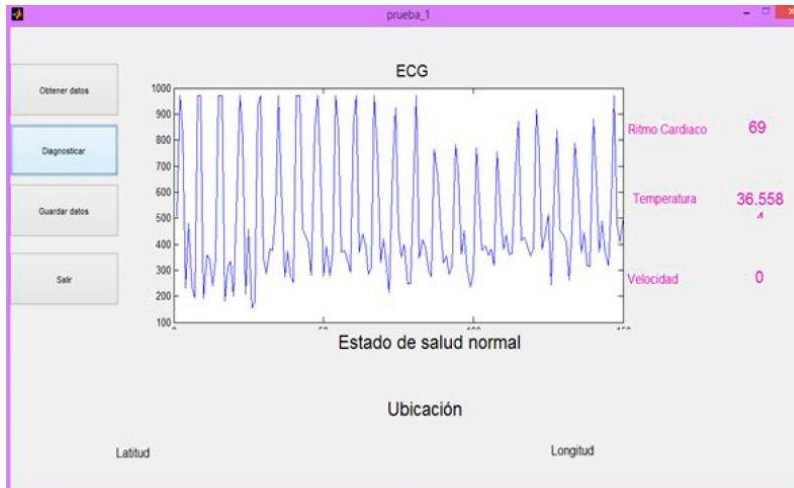 prueba_1
Obtener datos
Diagnosticar
Guardar datos
Salir
ECG
1000
900
800
700
600
500
400
300
200
100
Ritmo Cardiaco 69
Temperatura 36.558
4
Velocidad 0
Estado de salud normal
Ubicación
Latitud
Longitud